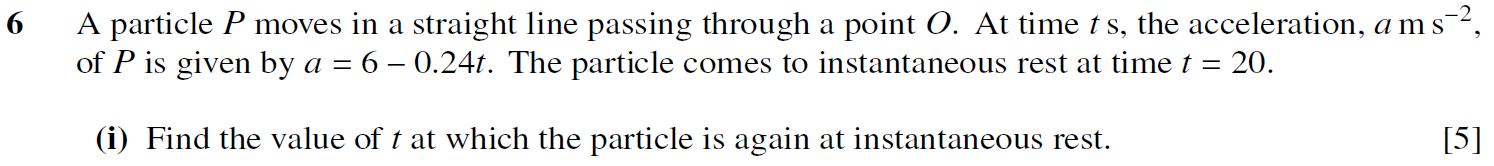 6 A particle P moves in a straight line passing through a point O. At time t s, the acceleration, a m s⁻²,
of P is given by a = 6 − 0.24t. The particle comes to instantaneous rest at time t = 20.
(i) Find the value of t at which the particle is again at instantaneous rest. [5]